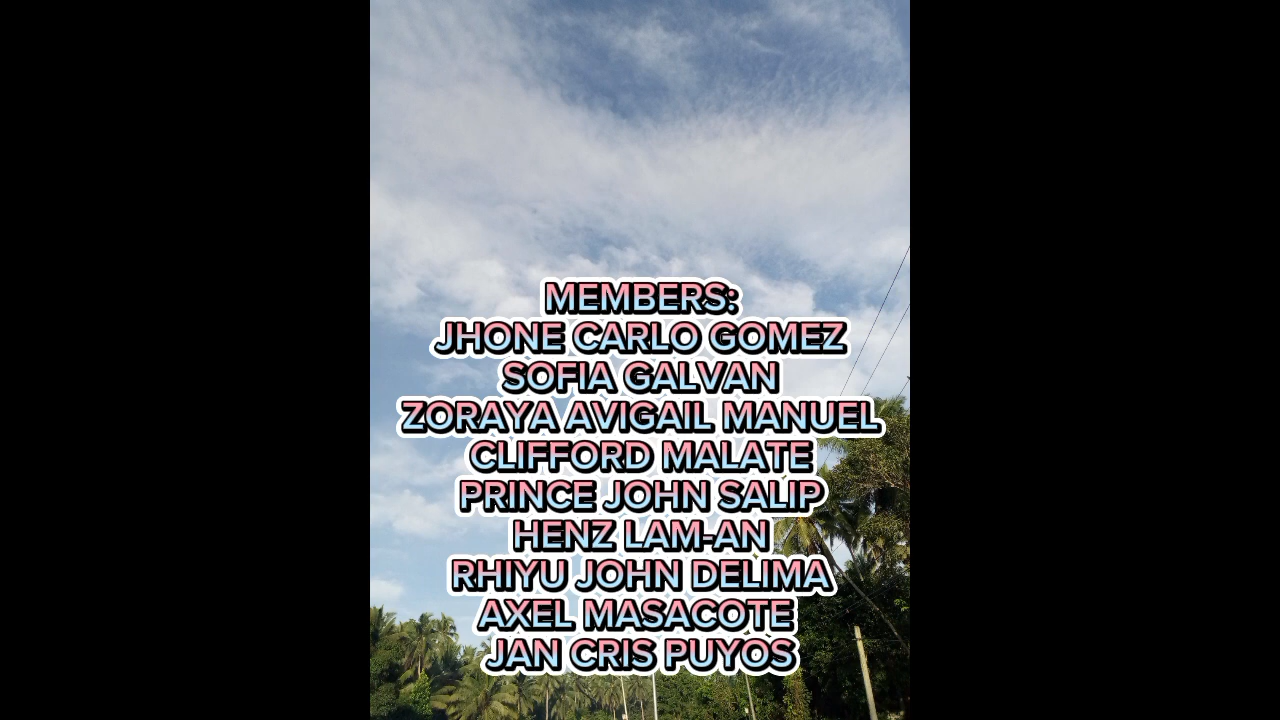 MEMBERS:
JHONE CARLO GOMEZ
SOFIA GALVAN
ZORAYA AVIGAIL MANUEL
CLIFFORD MALATE
PRINCE JOHN SALIP
HENZ LAM-AN
RHIYU JOHN DELIMA
AXEL MASACOTE
JAN CRIS PUYOS